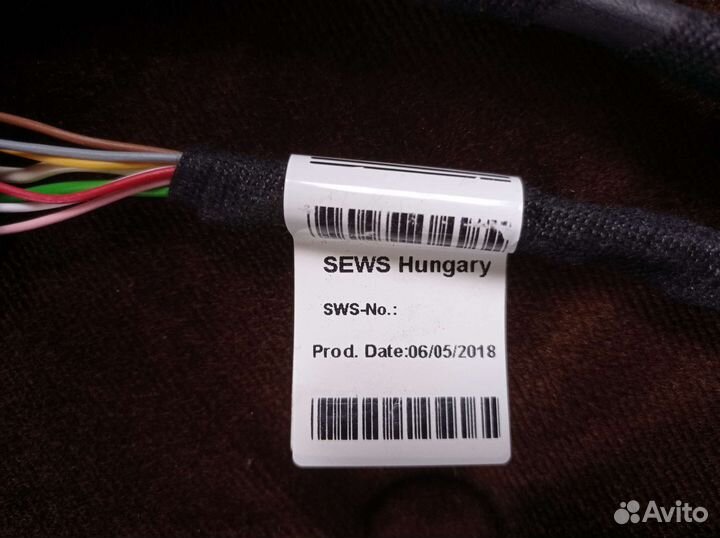 SEWS Hungary
SWS-No.:
Prod. Date:06/05/2018
Avito